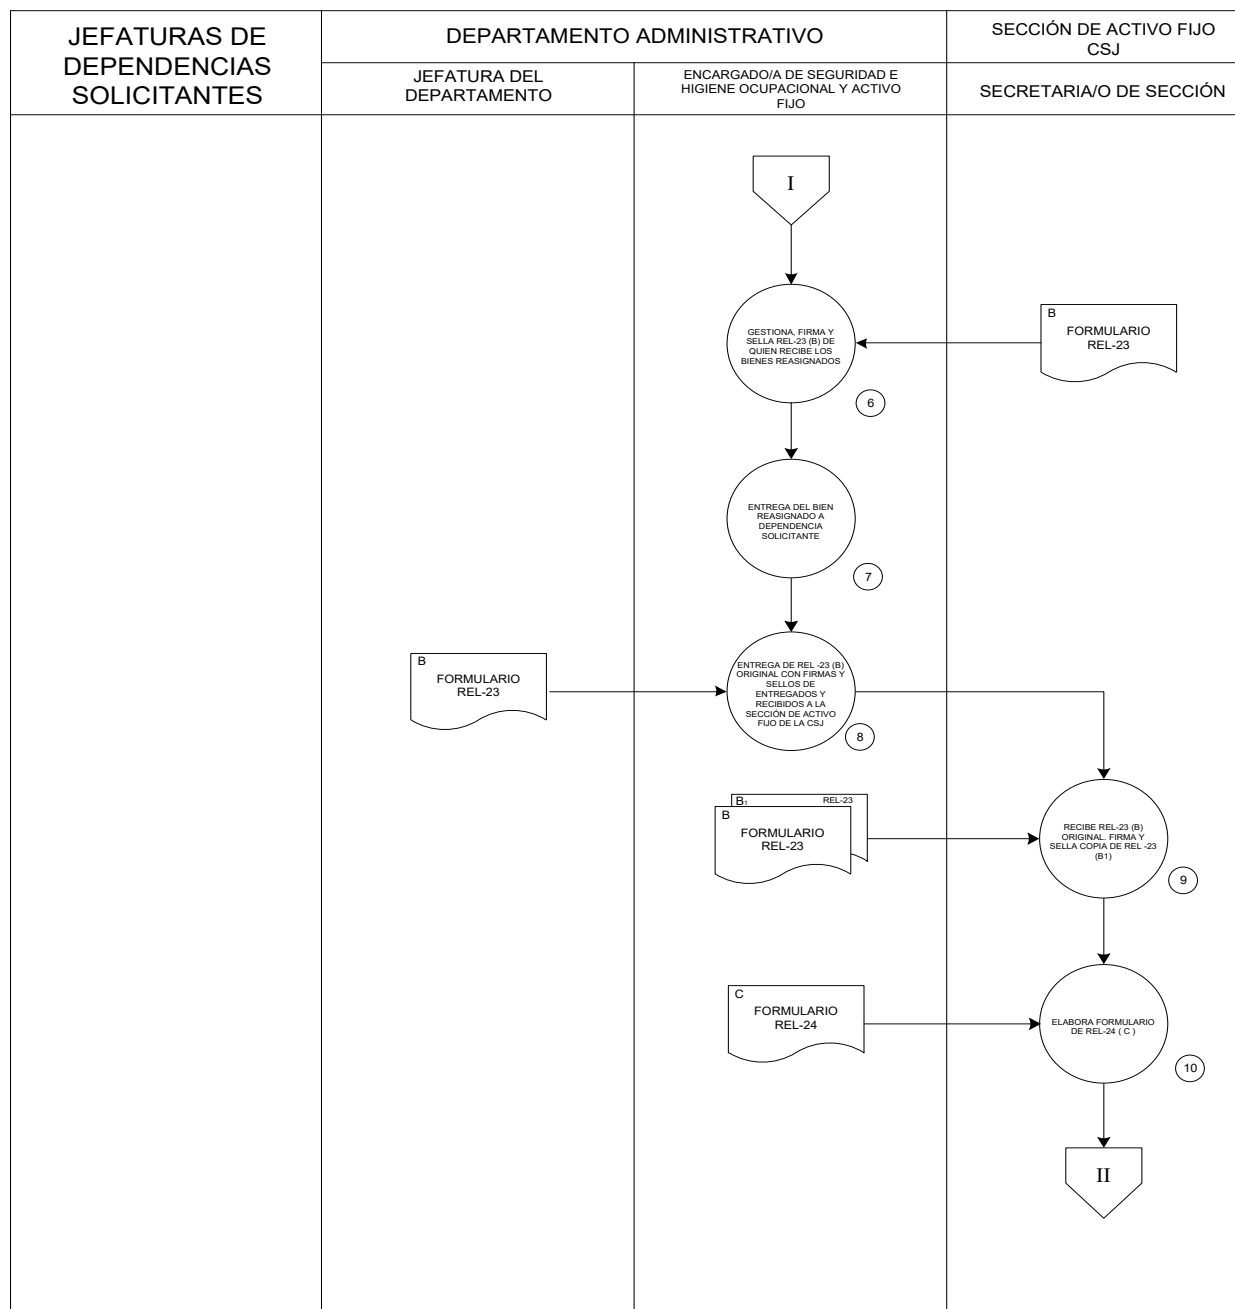 JEFATURAS DE
DEPENDENCIAS
SOLICITANTES
DEPARTAMENTO ADMINISTRATIVO
SECCIÓN DE ACTIVO FIJO
CSJ
JEFATURA DEL
DEPARTAMENTO
ENCARGADO/A DE SEGURIDAD E
HIGIENE OCUPACIONAL Y ACTIVO
FIJO
SECRETARIA/O DE SECCIÓN
I
GESTIONA, FIRMA Y
SELLA REL-23 (B) DE
QUIEN RECIBE LOS
BIENES REASIGNADOS
6
B
FORMULARIO
REL-23
ENTREGA DEL BIEN
REASIGNADO A
DEPENDENCIA
SOLICITANTE
7
B
FORMULARIO
REL-23
ENTREGA DE REL -23 (B)
ORIGINAL CON FIRMAS Y
SELLOS DE
ENTREGADOS Y
RECIBIDOS A LA
SECCIÓN DE ACTIVO
FIJO DE LA CSJ
8
B1 REL-23
B
FORMULARIO
REL-23
RECIBE REL-23 (B)
ORIGINAL. FIRMA Y
SELLA COPIA DE REL -23
(B1)
9
C
FORMULARIO
REL-24
ELABORA FORMULARIO
DE REL-24 ( C )
10
II